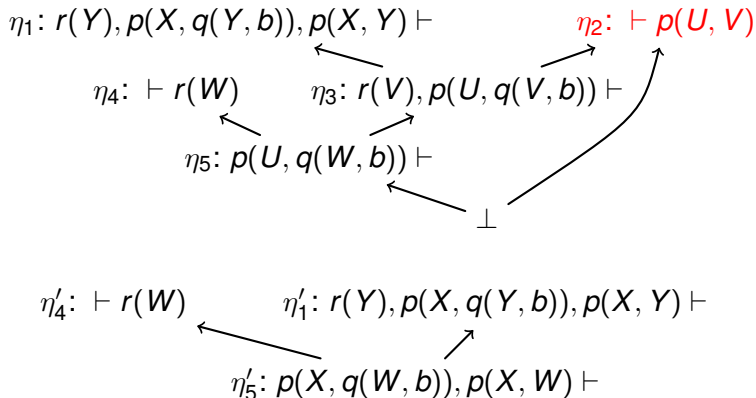 η₁: r(Y), p(X, q(Y, b)), p(X, Y) ⊢ η₂: ⊢ p(U, V)
η₄: ⊢ r(W) η₃: r(V), p(U, q(V, b)) ⊢
η₅: p(U, q(W, b)) ⊢
⊥
η′₄: ⊢ r(W) η′₁: r(Y), p(X, q(Y, b)), p(X, Y) ⊢
η′₅: p(X, q(W, b)), p(X, W) ⊢